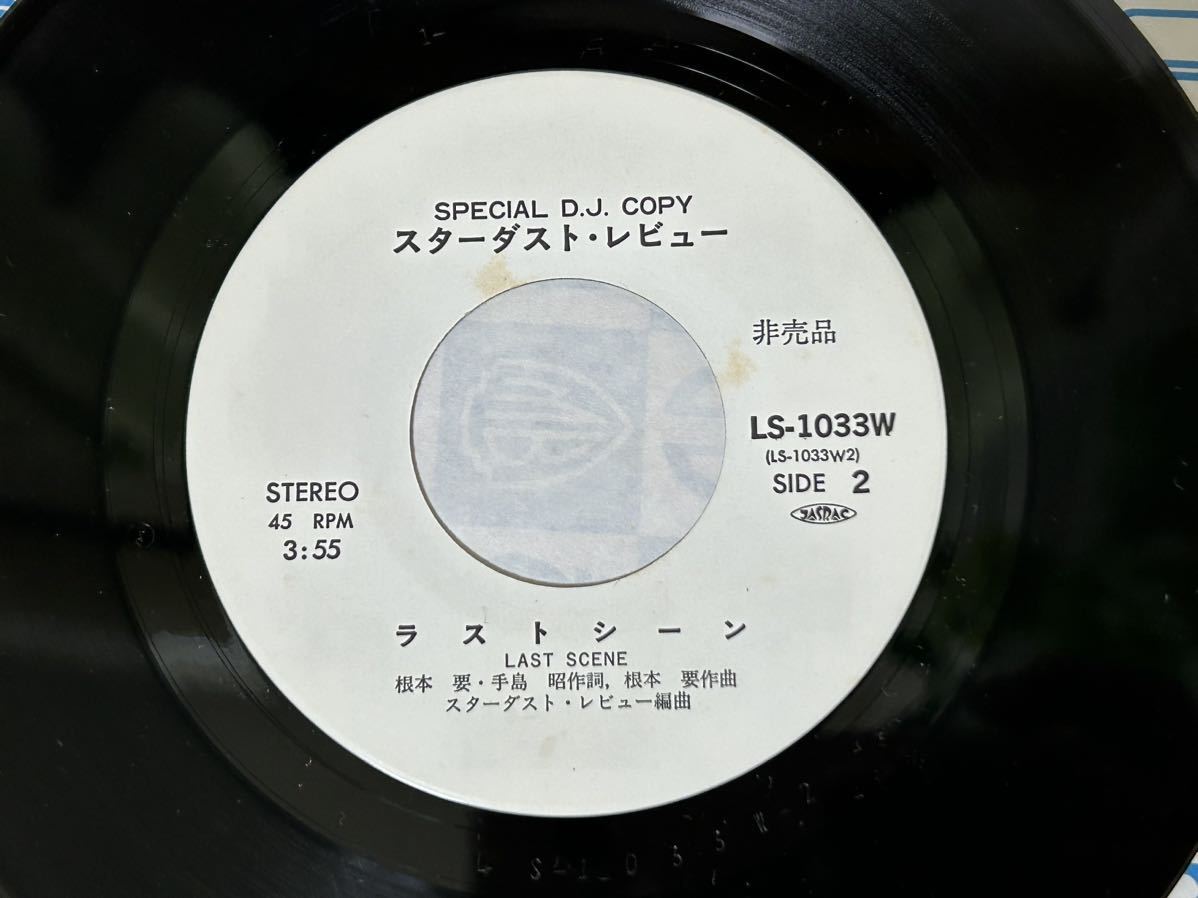 SPECIAL D.J. COPY
スターダスト・レビュー
非売品
LS-1033W
(LS-1033W2)
SIDE 2
JASRAC
STEREO
45 RPM
3:55
ラストシーン
LAST SCENE
根本 要・手島 昭作詞, 根本 要作曲
スターダスト・レビュー編曲